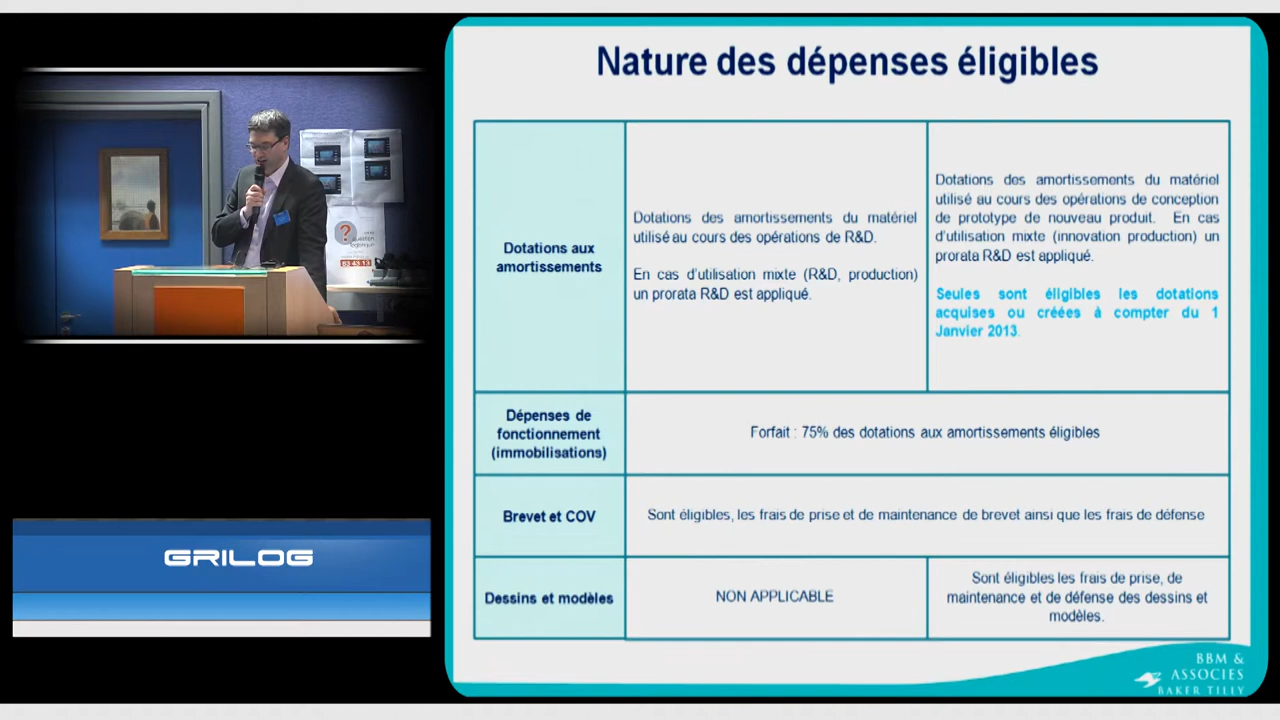 Nature des dépenses éligibles
Dotations aux
amortissements
Dotations des amortissements du matériel
utilisé au cours des opérations de R&D.
En cas d'utilisation mixte (R&D, production)
un prorata R&D est appliqué.
Dotations des amortissements du matériel
utilisé au cours des opérations de conception
de prototype de nouveau produit. En cas
d'utilisation mixte (innovation production) un
prorata R&D est appliqué.
Seules sont éligibles les dotations
acquises ou créées à compter du 1
Janvier 2013.
Dépenses de
fonctionnement
(immobilisations)
Forfait : 75% des dotations aux amortissements éligibles
Brevet et COV
Sont éligibles, les frais de prise et de maintenance de brevet ainsi que les frais de défense
Dessins et modèles
NON APPLICABLE
Sont éligibles les frais de prise, de
maintenance et de défense des dessins et
modèles.
BBM &
ASSOCIES
BAKER TILLY
GRILOG
?
question